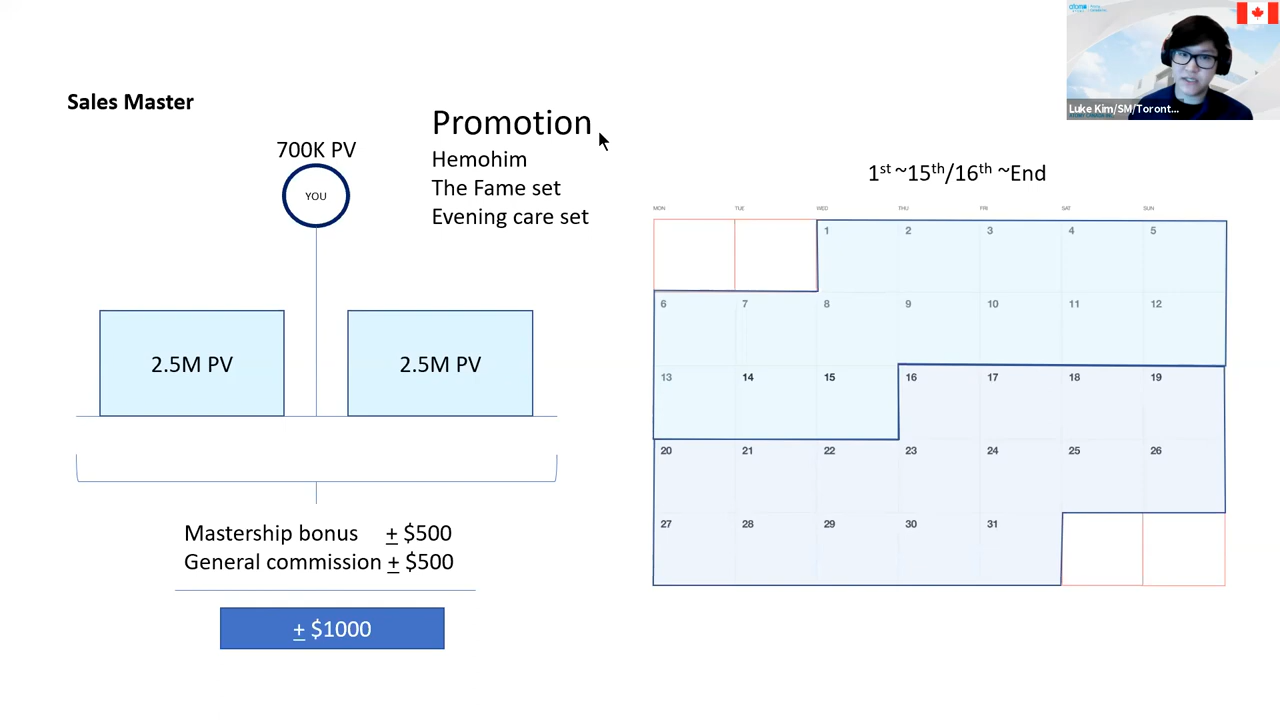 Sales Master
Promotion
700K PV
YOU
Hemohim
The Fame set
Evening care set
2.5M PV
2.5M PV
Mastership bonus + $500
General commission + $500
+ $1000
atomy
Luke Kim/SM/Toront...
1st ~15th/16th ~End
MON TUE WED THU FRI SAT SUN
1 2 3 4 5
6 7 8 9 10 11 12
13 14 15 16 17 18 19
20 21 22 23 24 25 26
27 28 29 30 31